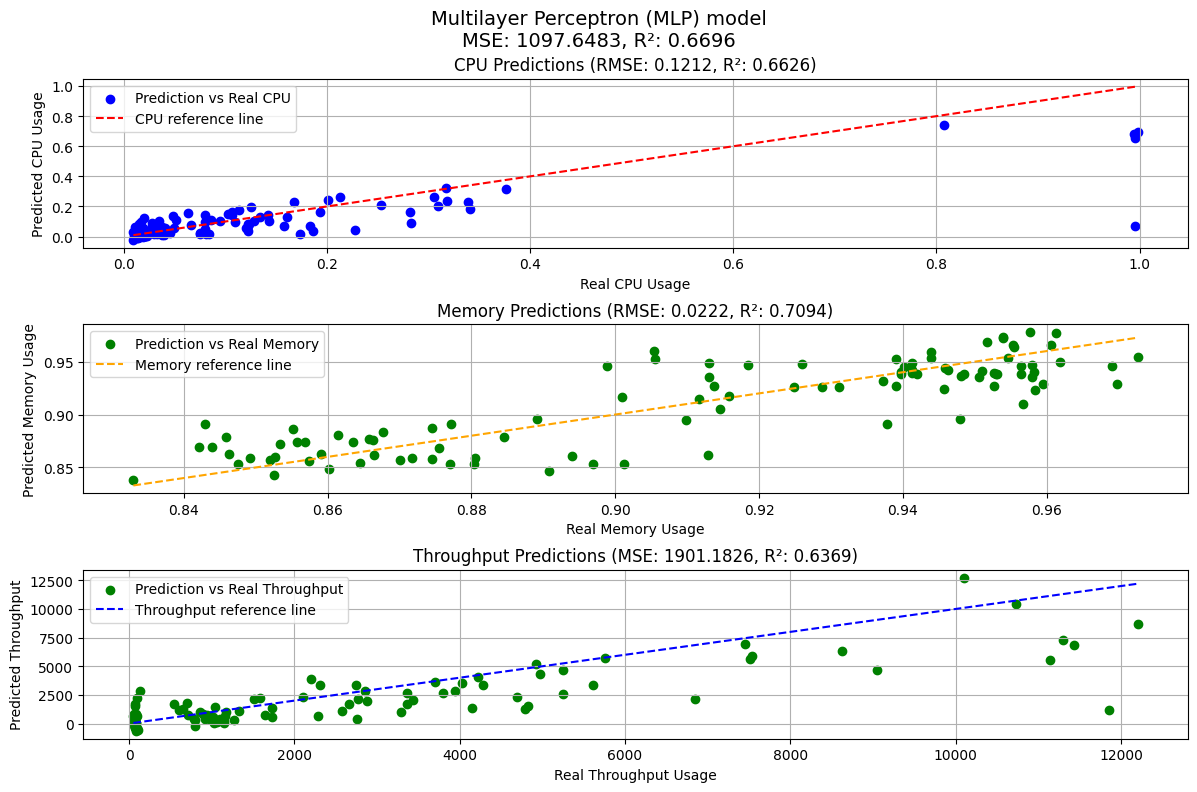 Multilayer Perceptron (MLP) model
MSE: 1097.6483, R²: 0.6696
CPU Predictions (RMSE: 0.1212, R²: 0.6626)
Predicted CPU Usage
1.0
0.8
0.6
0.4
0.2
0.0
Prediction vs Real CPU
CPU reference line
0.0 0.2 0.4 0.6 0.8 1.0
Real CPU Usage
Memory Predictions (RMSE: 0.0222, R²: 0.7094)
Predicted Memory Usage
0.95
0.90
0.85
Prediction vs Real Memory
Memory reference line
0.84 0.86 0.88 0.90 0.92 0.94 0.96
Real Memory Usage
Throughput Predictions (MSE: 1901.1826, R²: 0.6369)
Predicted Throughput
12500
10000
7500
5000
2500
0
Prediction vs Real Throughput
Throughput reference line
0 2000 4000 6000 8000 10000 12000
Real Throughput Usage